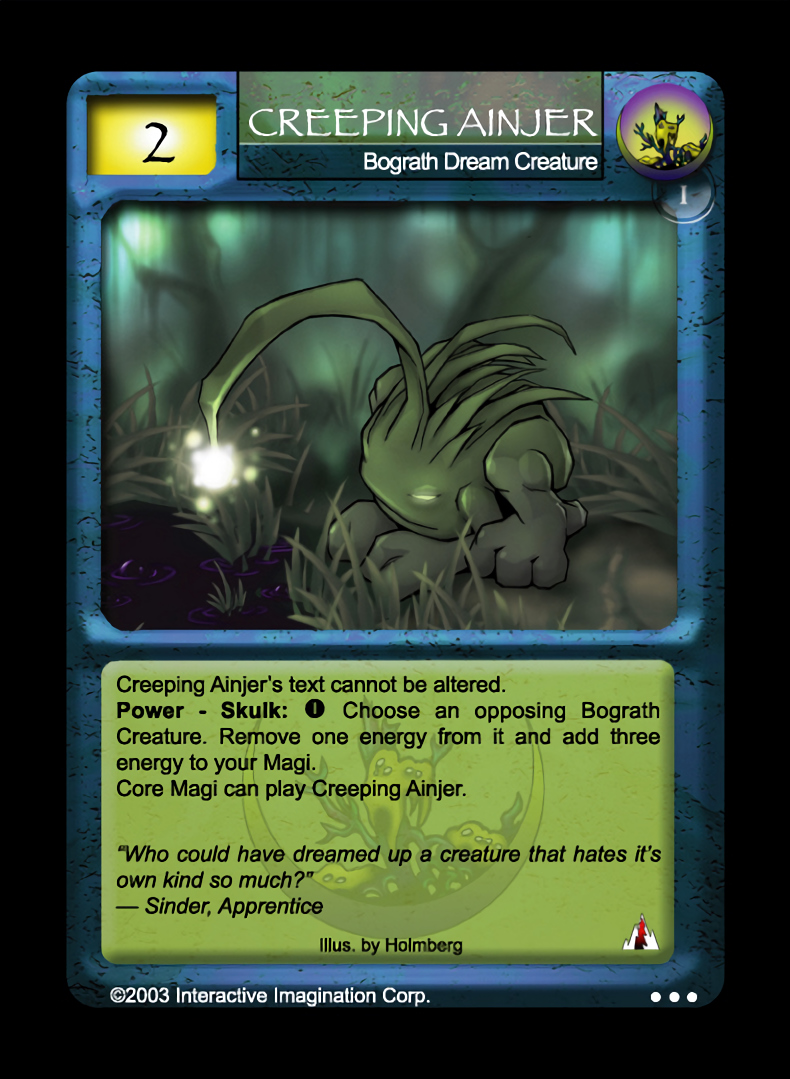 2
CREEPING AINJER
Bograth Dream Creature
I
Creeping Ainjer's text cannot be altered.
Power - Skulk: 1 Choose an opposing Bograth
Creature. Remove one energy from it and add three
energy to your Magi.
Core Magi can play Creeping Ainjer.
“Who could have dreamed up a creature that hates it's
own kind so much?”
— Sinder, Apprentice
Illus. by Holmberg
©2003 Interactive Imagination Corp.